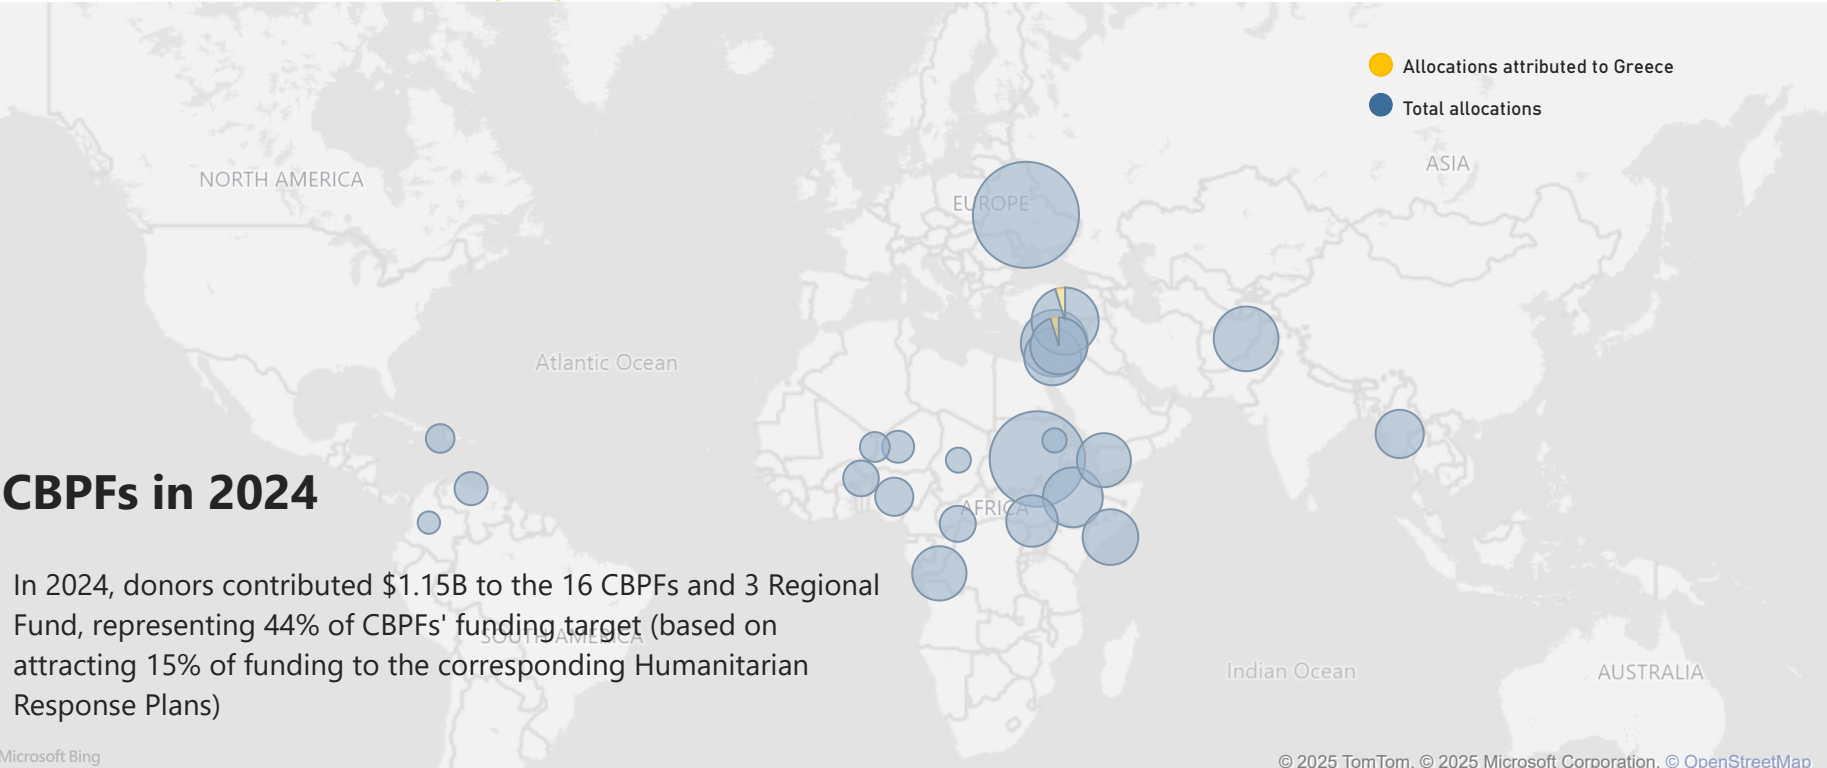 Allocations attributed to Greece
Total allocations
ASIA
NORTH AMERICA
EUROPE
Atlantic Ocean
CBPFs in 2024
AFRICA
In 2024, donors contributed $1.15B to the 16 CBPFs and 3 Regional
Fund, representing 44% of CBPFs' funding target (based on
attracting 15% of funding to the corresponding Humanitarian
Response Plans)
SOUTH AMERICA
Indian Ocean
AUSTRALIA
Microsoft Bing
© 2025 TomTom, © 2025 Microsoft Corporation, © OpenStreetMap